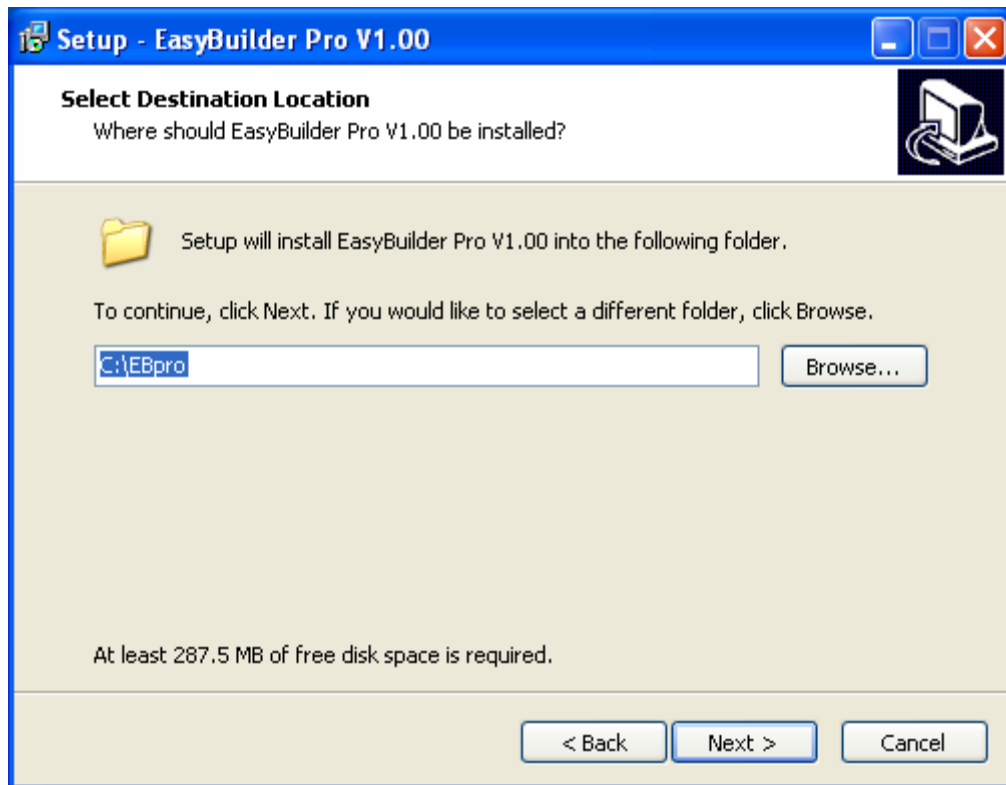 Setup - EasyBuilder Pro V1.00
Select Destination Location
Where should EasyBuilder Pro V1.00 be installed?
Setup will install EasyBuilder Pro V1.00 into the following folder.
To continue, click Next. If you would like to select a different folder, click Browse.
C:\EBpro
Browse...
At least 287.5 MB of free disk space is required.
< Back
Next >
Cancel